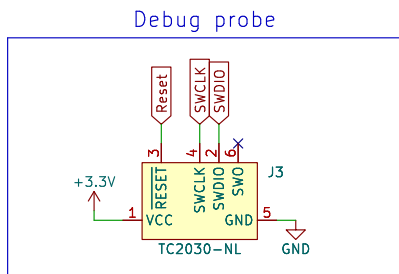 Debug probe
Reset
SWCLK
SWDIO
3
4
2
6
RESET
SWCLK
SWDIO
SWO
J3
+3.3V
1
VCC
GND
5
TC2030-NL
GND